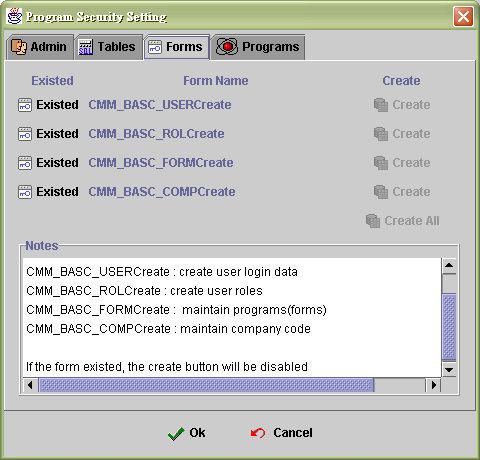 Program Security Setting
Admin Tables Forms Programs
Existed Form Name Create
Existed CMM_BASC_USERCreate Create
Existed CMM_BASC_ROLCreate Create
Existed CMM_BASC_FORMCreate Create
Existed CMM_BASC_COMPCreate Create
Create All
Notes
CMM_BASC_USERCreate : create user login data
CMM_BASC_ROLCreate : create user roles
CMM_BASC_FORMCreate : maintain programs(forms)
CMM_BASC_COMPCreate : maintain company code
If the form existed, the create button will be disabled
Ok Cancel